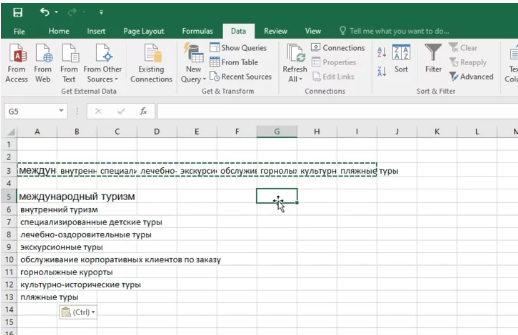 File Home Insert Page Layout Formulas Data Review View Tell me what you want to do...
From Access From Web From Text From Other Sources Existing Connections New Query Show Queries From Table Recent Sources Refresh All Connections Properties Edit Links Sort Filter Clear Reapply Advanced
Get External Data Get & Transform Connections Sort & Filter
G5 fx
A B C D E F G H I J K L
1
2
3 междун внутренн специали лечебно- экскурси обслужи горнолы культурн пляжные туры
4
5 международный туризм
6 внутренний туризм
7 специализированные детские туры
8 лечебно-оздоровительные туры
9 экскурсионные туры
10 обслуживание корпоративных клиентов по заказу
11 горнолыжные курорты
12 культурно-исторические туры
13 пляжные туры
14 (Ctrl)
15